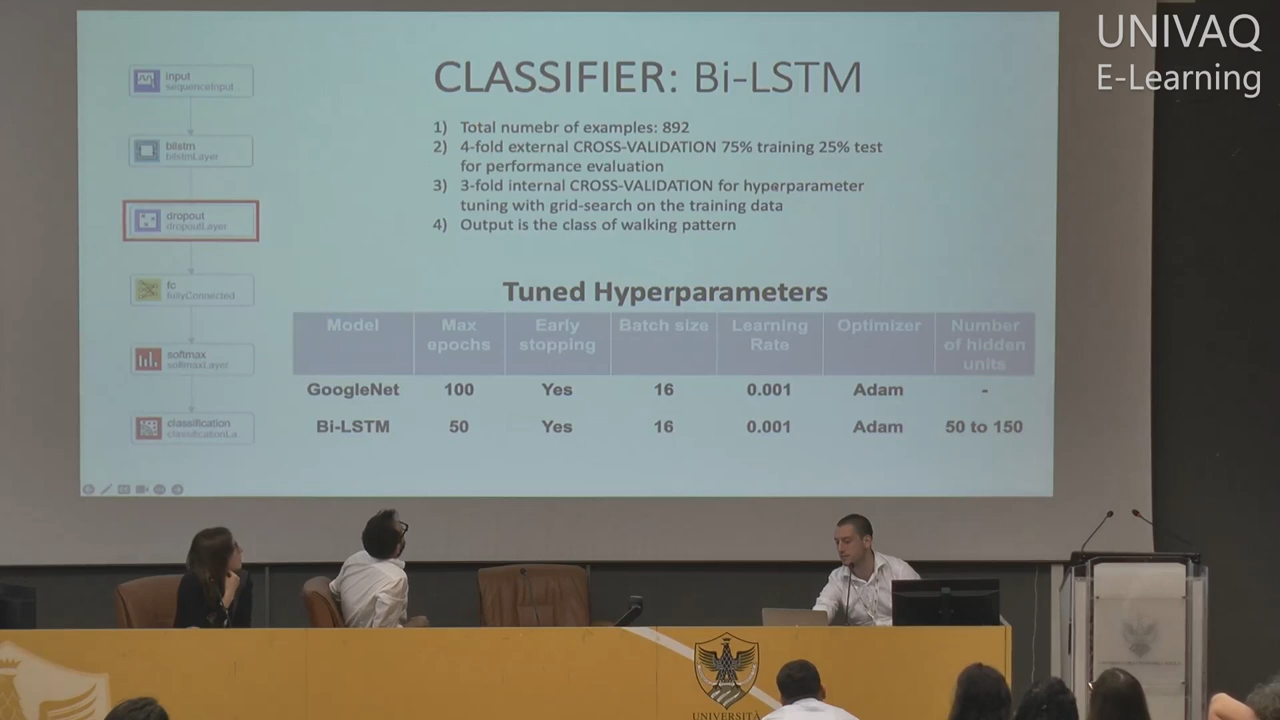 UNIVAQ
E-Learning
CLASSIFIER: Bi-LSTM
1) Total numebr of examples: 892
2) 4-fold external CROSS-VALIDATION 75% training 25% test
for performance evaluation
3) 3-fold internal CROSS-VALIDATION for hyperparameter
tuning with grid-search on the training data
4) Output is the class of walking pattern
input
sequenceInput
bilstm
bilstmLayer
dropout
dropoutLayer
fc
fullyConnected
softmax
softmaxLayer
classification
classificationLa
Tuned Hyperparameters
Model Max epochs Early stopping Batch size Learning Rate Optimizer Number of hidden units
GoogleNet 100 Yes 16 0.001 Adam -
Bi-LSTM 50 Yes 16 0.001 Adam 50 to 150
UNIVERSITÀ